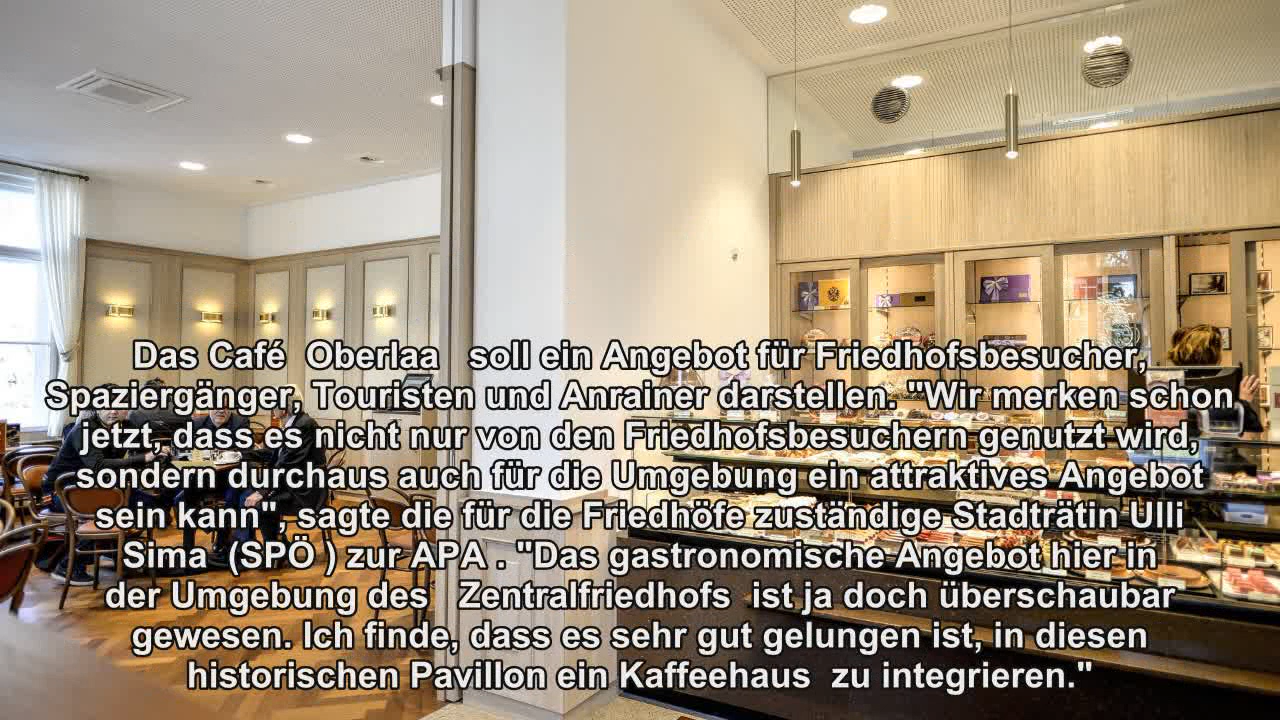 Das Café  Oberlaa   soll ein Angebot für Friedhofsbesucher,
Spaziergänger, Touristen und Anrainer darstellen. "Wir merken schon
jetzt, dass es nicht nur von den Friedhofsbesuchern genutzt wird,
sondern durchaus auch für die Umgebung ein attraktives Angebot
sein kann", sagte die für die Friedhöfe zuständige Stadträtin Ulli
Sima  (SPÖ ) zur APA . "Das gastronomische Angebot hier in
der Umgebung des   Zentralfriedhofs  ist ja doch überschaubar
gewesen. Ich finde, dass es sehr gut gelungen ist, in diesen
historischen Pavillon ein Kaffeehaus  zu integrieren."